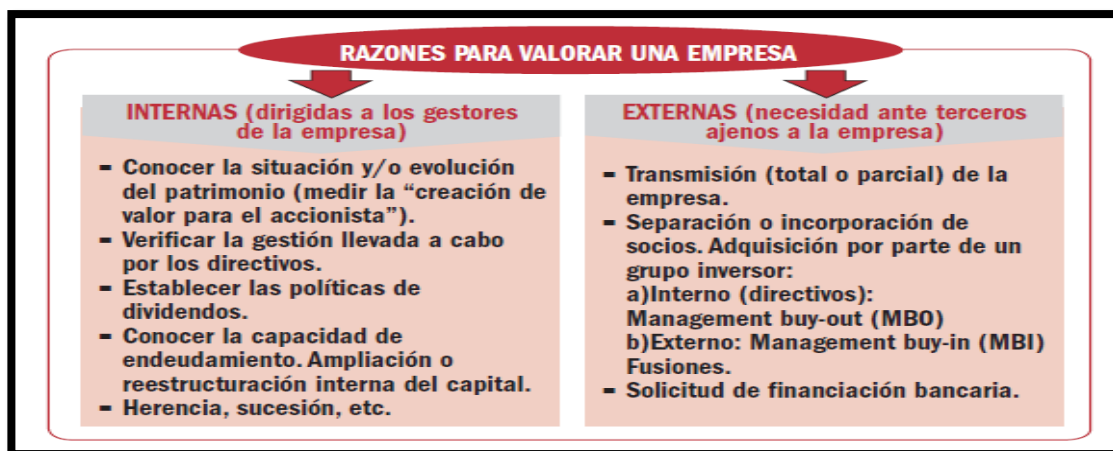 RAZONES PARA VALORAR UNA EMPRESA
INTERNAS (dirigidas a los gestores
de la empresa)
- Conocer la situación y/o evolución
del patrimonio (medir la “creación de
valor para el accionista”).
- Verificar la gestión llevada a cabo
por los directivos.
- Establecer las políticas de
dividendos.
- Conocer la capacidad de
endeudamiento. Ampliación o
reestructuración interna del capital.
- Herencia, sucesión, etc.
EXTERNAS (necesidad ante terceros
ajenos a la empresa)
- Transmisión (total o parcial) de la
empresa.
- Separación o incorporación de
socios. Adquisición por parte de un
grupo inversor:
a)Interno (directivos):
Management buy-out (MBO)
b)Externo: Management buy-in (MBI)
Fusiones.
- Solicitud de financiación bancaria.